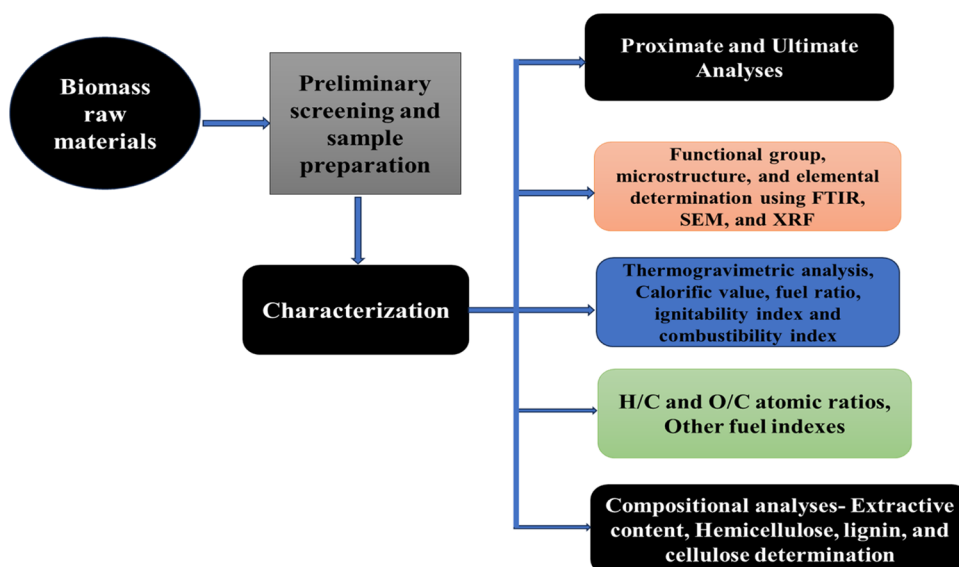 Biomass
raw
materials
Preliminary
screening and
sample
preparation
Characterization
Proximate and Ultimate
Analyses
Functional group,
microstructure, and elemental
determination using FTIR,
SEM, and XRF
Thermogravimetric analysis,
Calorific value, fuel ratio,
ignitability index and
combustibility index
H/C and O/C atomic ratios,
Other fuel indexes
Compositional analyses- Extractive
content, Hemicellulose, lignin, and
cellulose determination